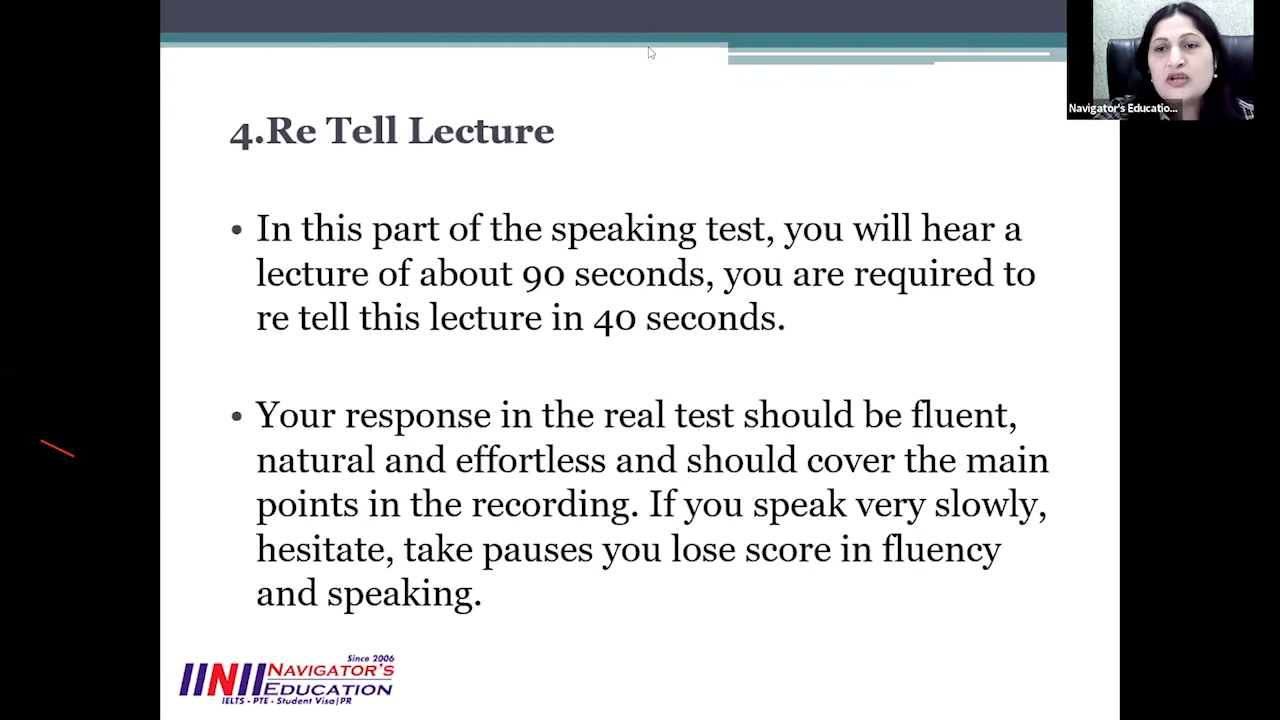 Navigator's Educatio...
4.Re Tell Lecture
• In this part of the speaking test, you will hear a
lecture of about 90 seconds, you are required to
re tell this lecture in 40 seconds.
• Your response in the real test should be fluent,
natural and effortless and should cover the main
points in the recording. If you speak very slowly,
hesitate, take pauses you lose score in fluency
and speaking.
Since 2006
NAVIGATOR'S
EDUCATION
IELTS - PTE - Student Visa|PR